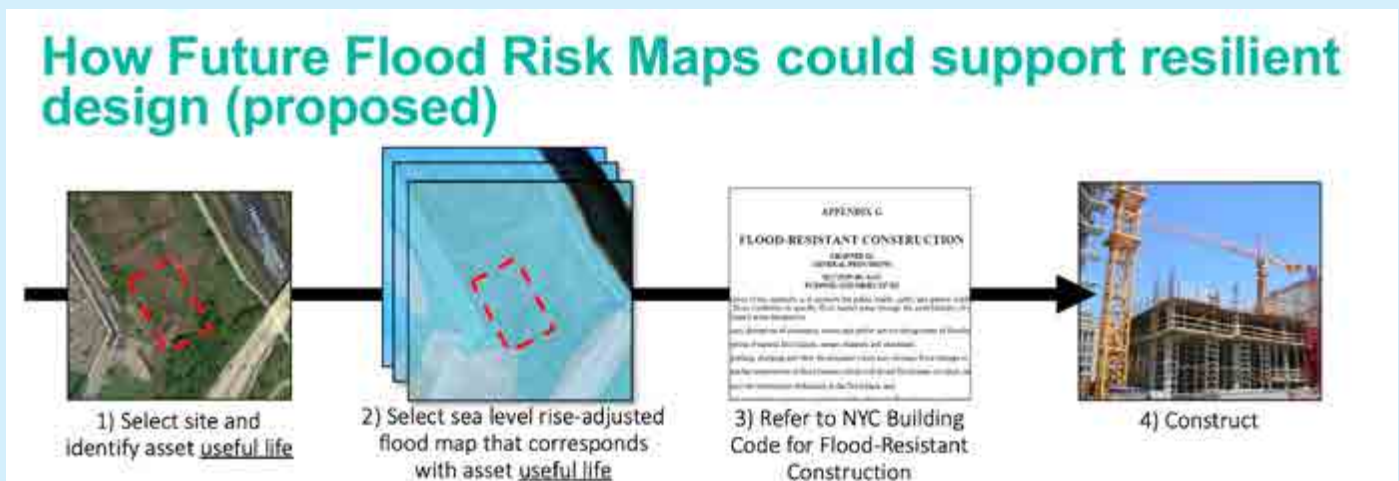 How Future Flood Risk Maps could support resilient
design (proposed)
APPENDIX G
FLOOD-RESISTANT CONSTRUCTION
GENERAL PROVISIONS
1) Select site and
identify asset useful life
2) Select sea level rise-adjusted
flood map that corresponds
with asset useful life
3) Refer to NYC Building
Code for Flood-Resistant
Construction
4) Construct